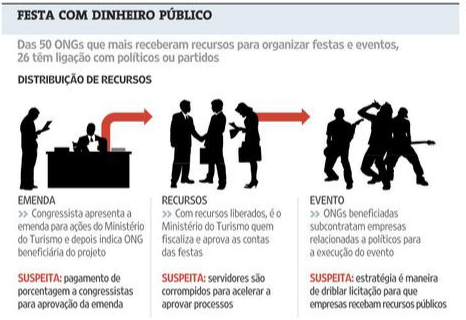 FESTA COM DINHEIRO PÚBLICO
Das 50 ONGs que mais receberam recursos para organizar festas e eventos,
26 têm ligação com políticos ou partidos
DISTRIBUIÇÃO DE RECURSOS
EMENDA
>> Congressista apresenta a
emenda para ações do Ministério
do Turismo e depois indica ONG
beneficiária do projeto
SUSPEITA: pagamento de
porcentagem a congressistas
para aprovação da emenda
RECURSOS
>> Com recursos liberados, é o
Ministério do Turismo quem
fiscaliza e aprova as contas
das festas
SUSPEITA: servidores são
corrompidos para acelerar a
aprovar processos
EVENTO
>> ONGs beneficiadas
subcontratam empresas
relacionadas a políticos para
a execução do evento
SUSPEITA: estratégia é maneira
de driblar licitação para que
empresas recebam recursos públicos